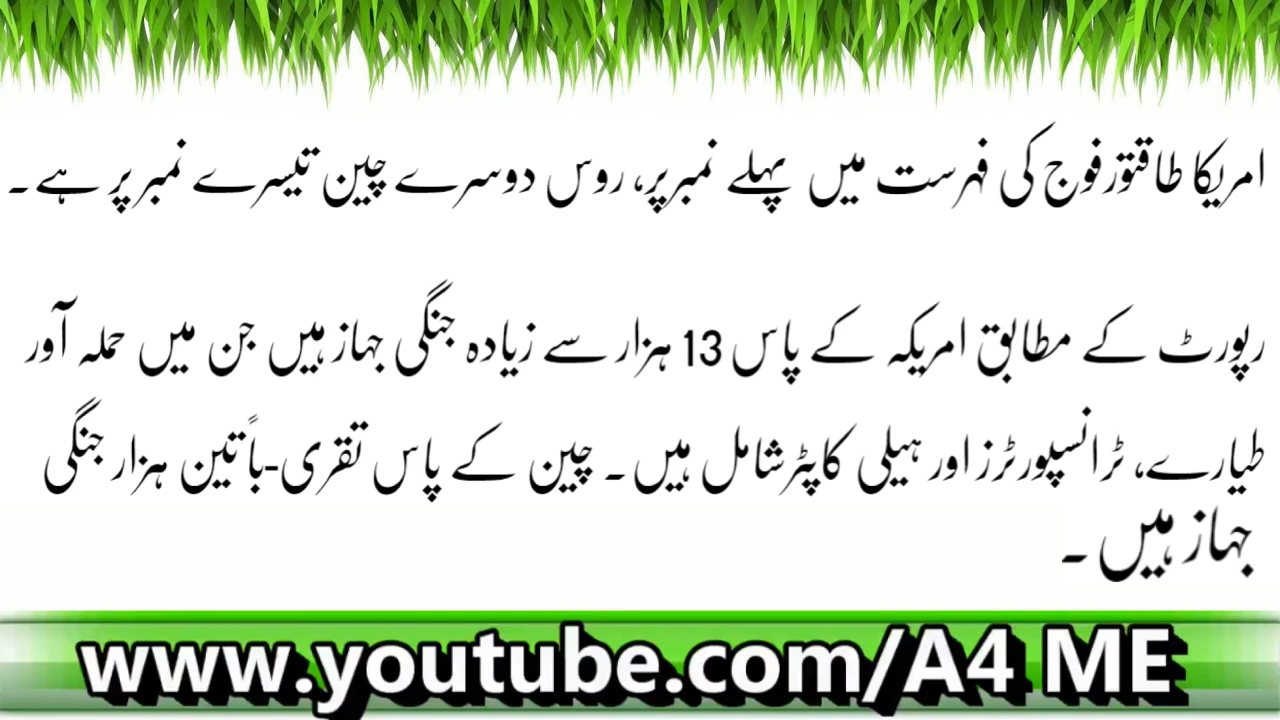 امریکا طاقتور فوج کی فہرست میں پہلے نمبر پر، روس دوسرے چین تیسرے نمبر پر ہے۔
رپورٹ کے مطابق امریکہ کے پاس 13 ہزار سے زیادہ جنگی جہاز ہیں جن میں حملہ آور
طیارے، ٹرانسپورٹرز اور ہیلی کاپٹر شامل ہیں۔ چین کے پاس تقری-باً تین ہزار جنگی
جہاز ہیں۔
www.youtube.com/A4 ME